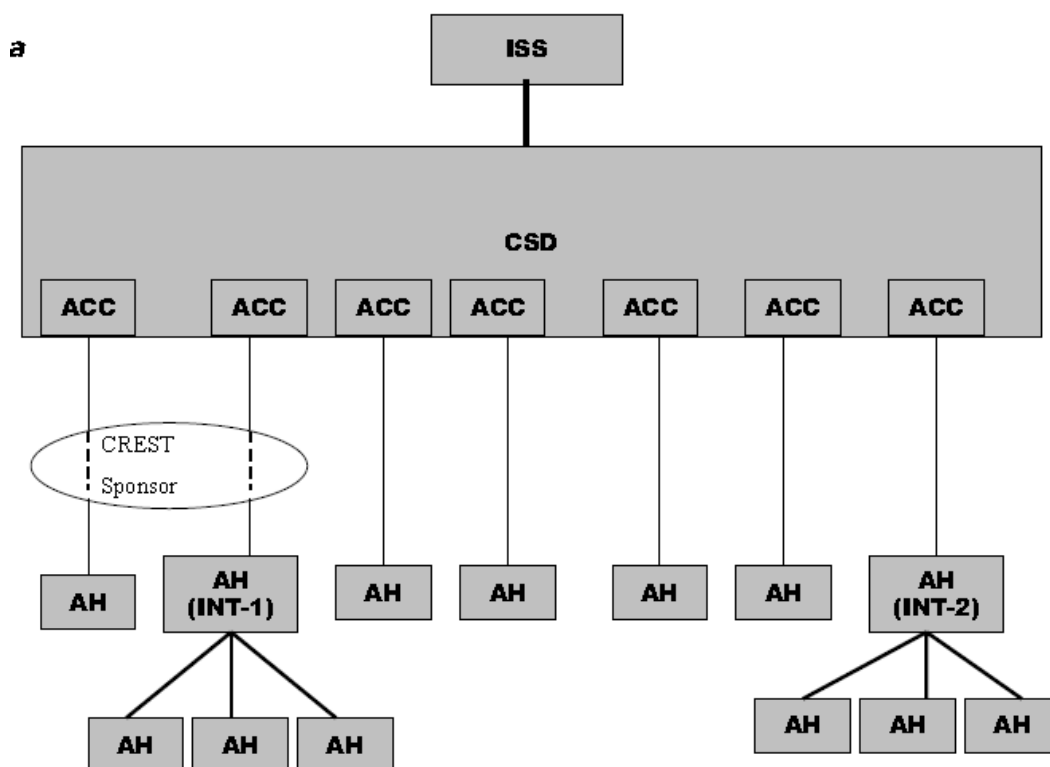 a
ISS
CSD
ACC ACC ACC ACC ACC ACC ACC
CREST
Sponsor
AH
AH
(INT-1)
AH
AH
AH
AH
AH
(INT-2)
AH AH AH
AH AH AH